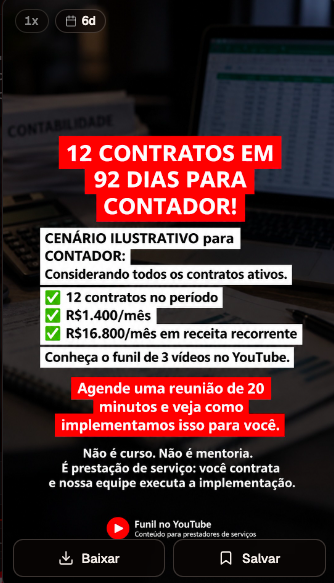 1x
6d
CONTABILIDADE
12 CONTRATOS EM
92 DIAS PARA
CONTADOR!
CENÁRIO ILUSTRATIVO para
CONTADOR:
Considerando todos os contratos ativos.
✅ 12 contratos no período
✅ R$1.400/mês
✅ R$16.800/mês em receita recorrente
Conheça o funil de 3 vídeos no YouTube.
Agende uma reunião de 20
minutos e veja como
implementamos isso para você.
Não é curso. Não é mentoria.
É prestação de serviço: você contrata
e nossa equipe executa a implementação.
Funil no YouTube
Conteúdo para prestadores de serviços
Baixar
Salvar